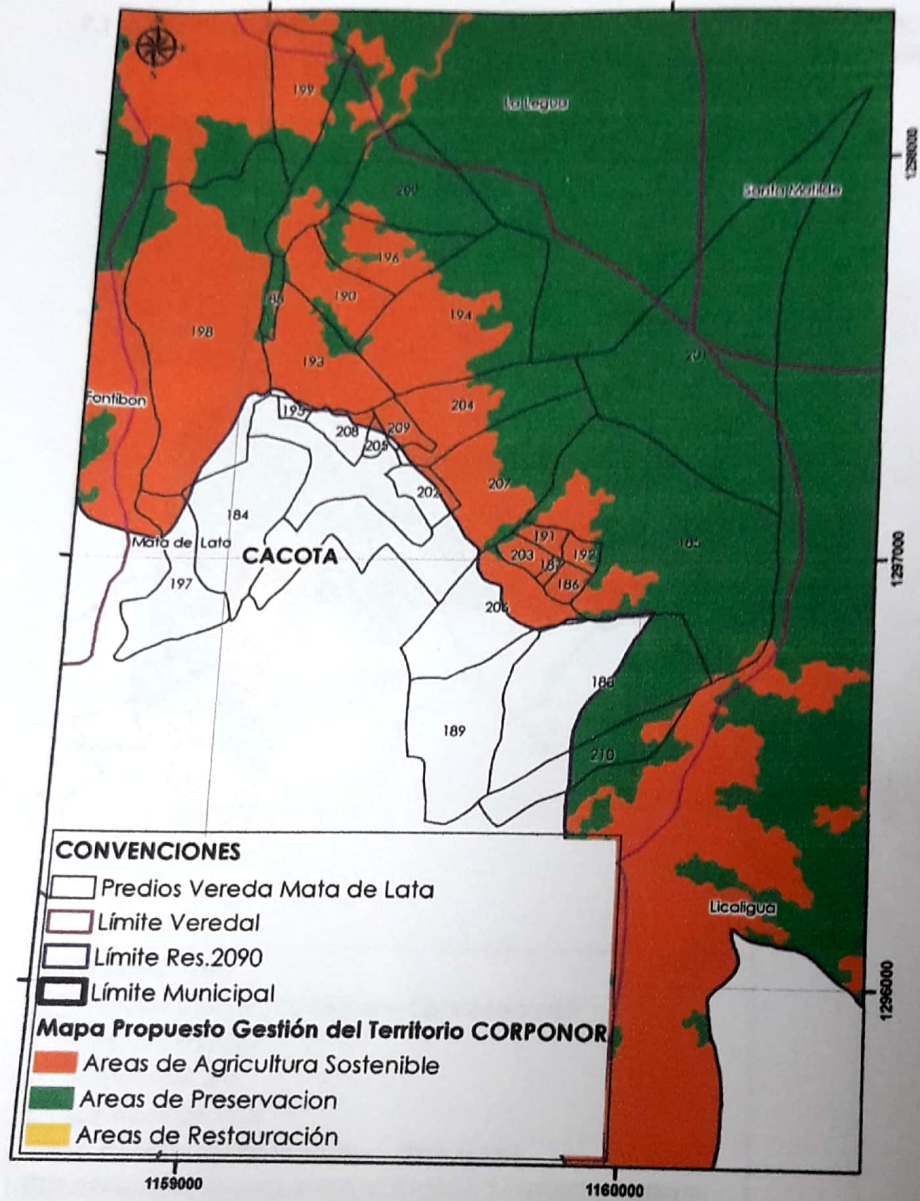 N
E
S
199
La Legua
1298000
200
Santa Matilde
196
190
194
198
193
201
Fontibon
204
195
208
209
205
207
202
184
191
Mata de Lato
CACOTA
203
192
187
185
1297000
197
186
206
188
189
210
CONVENCIONES
Predios Vereda Mata de Lata
Límite Veredal
Límite Res.2090
Límite Municipal
Mapa Propuesto Gestión del Territorio CORPONOR
Areas de Agricultura Sostenible
Areas de Preservacion
Areas de Restauración
Licaligua
1296000
1159000
1160000